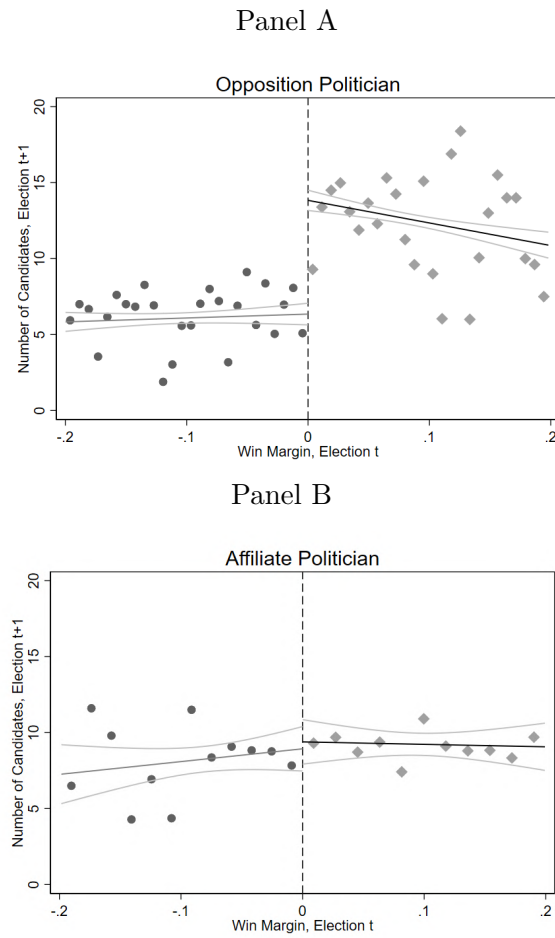 Panel A
Opposition Politician
Number of Candidates, Election t+1
20
15
10
5
0
-.2
-.1
0
.1
.2
Win Margin, Election t
Panel B
Affiliate Politician
Number of Candidates, Election t+1
20
15
10
5
0
-.2
-.1
0
.1
.2
Win Margin, Election t